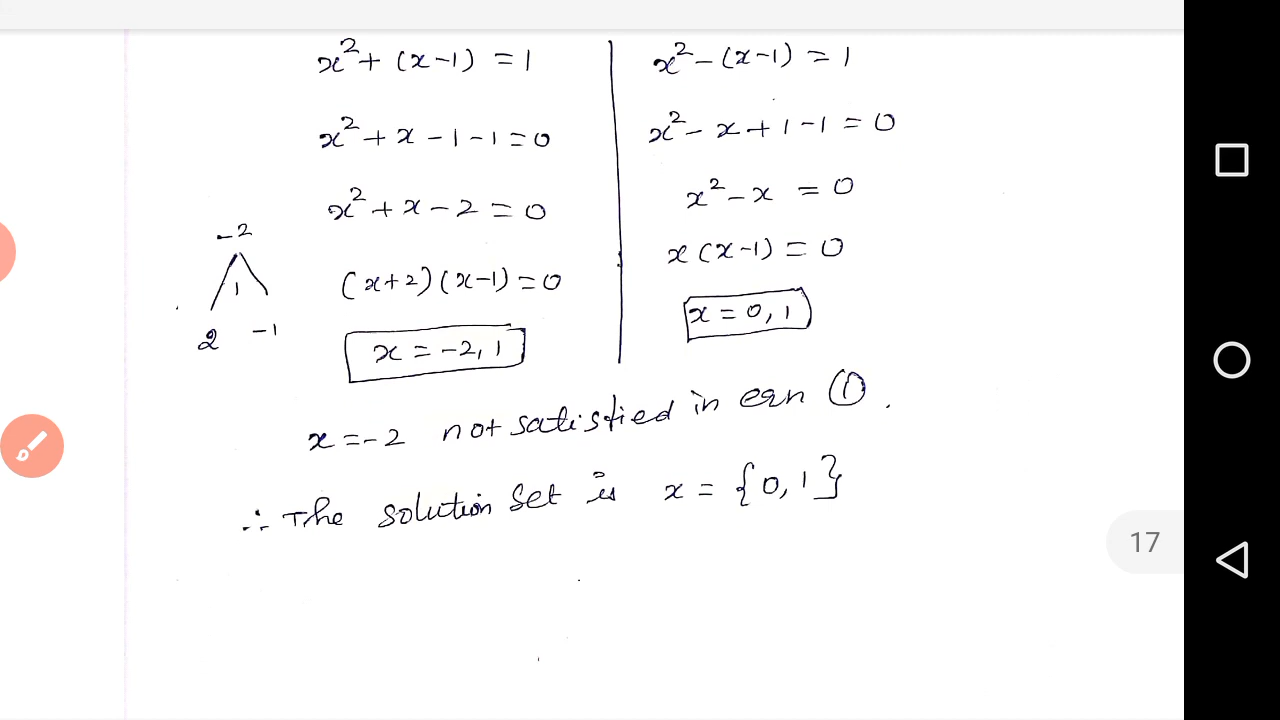 x² + (x-1) = 1
x² + x - 1 - 1 = 0
x² + x - 2 = 0
-2
1
2 -1
(x+2)(x-1) = 0
x = -2, 1
x² - (x-1) = 1
x² - x + 1 - 1 = 0
x² - x = 0
x(x-1) = 0
x = 0, 1
x = -2 not satisfied in eqn ①.
∴ The solution set is x = {0, 1}
17